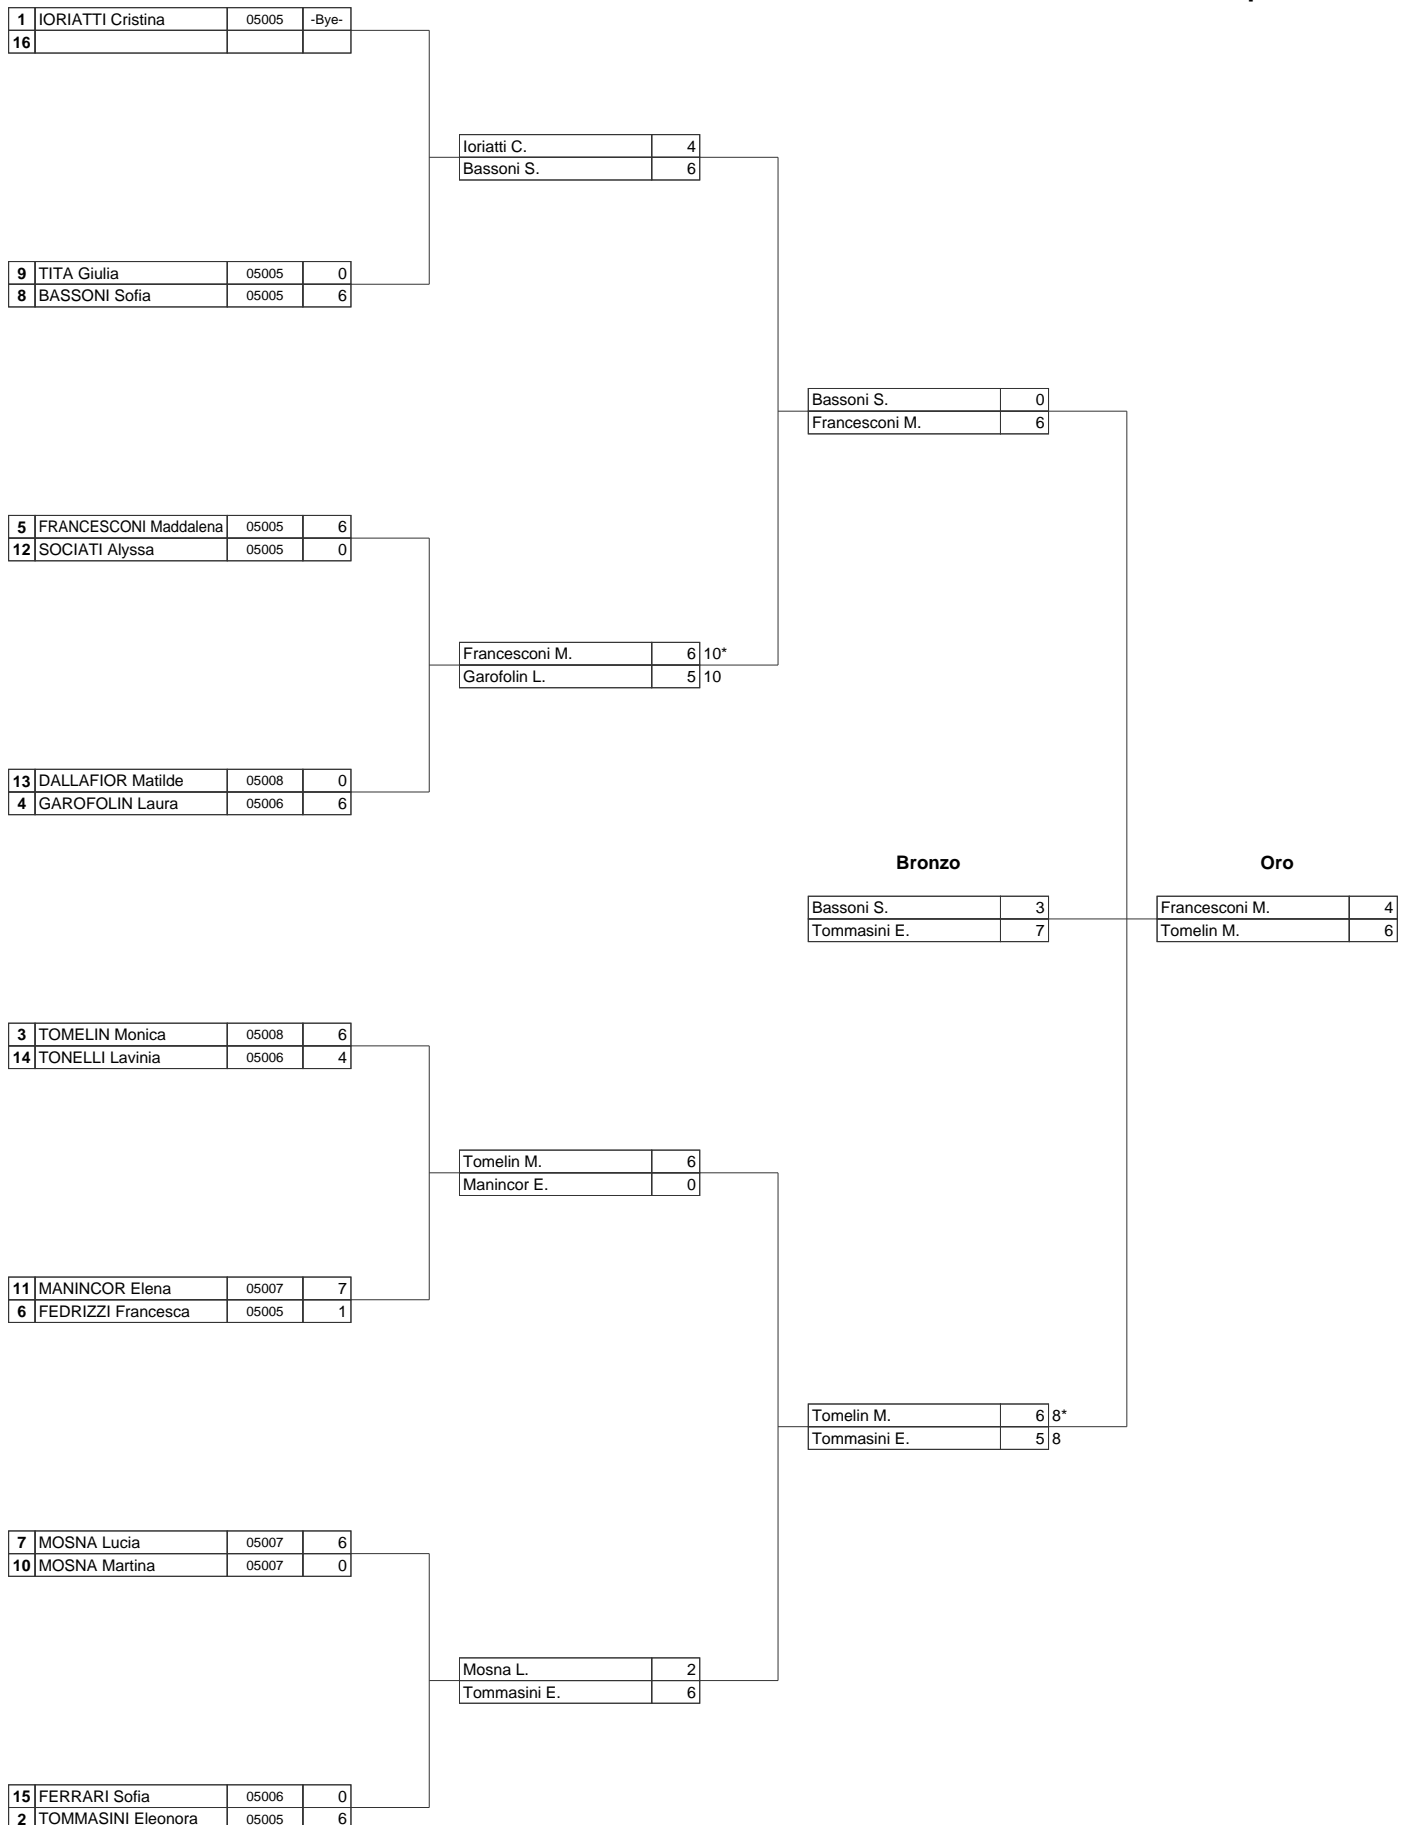 1 IORIATTI Cristina 05005 -Bye-
16
Ioriatti C. 4
Bassoni S. 6
9 TITA Giulia 05005 0
8 BASSONI Sofia 05005 6
Bassoni S. 0
Francesconi M. 6
5 FRANCESCONI Maddalena 05005 6
12 SOCIATI Alyssa 05005 0
Francesconi M. 6 10*
Garofolin L. 5 10
13 DALLAFIOR Matilde 05008 0
4 GAROFOLIN Laura 05006 6
Bronzo Oro
Bassoni S. 3 Francesconi M. 4
Tommasini E. 7 Tomelin M. 6
3 TOMELIN Monica 05008 6
14 TONELLI Lavinia 05006 4
Tomelin M. 6
Manincor E. 0
11 MANINCOR Elena 05007 7
6 FEDRIZZI Francesca 05005 1
Tomelin M. 6 8*
Tommasini E. 5 8
7 MOSNA Lucia 05007 6
10 MOSNA Martina 05007 0
Mosna L. 2
Tommasini E. 6
15 FERRARI Sofia 05006 0
2 TOMMASINI Eleonora 05005 6